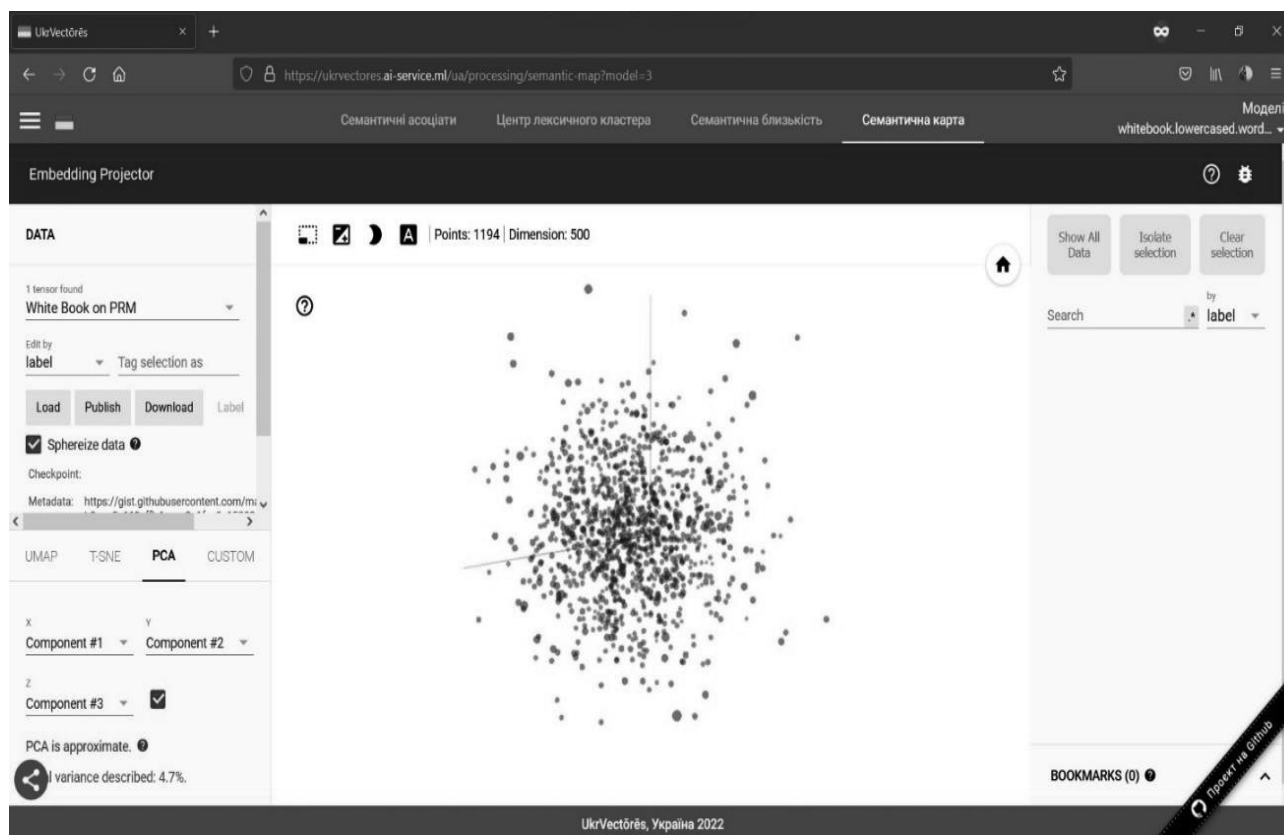 UkrVectōrēs
https://ukrvectores.ai-service.ml/ua/processing/semantic-map?model=3
Семантичні асоціати Центр лексичного кластера Семантична близькість Семантична карта
Моделі
whitebook.lowercased.word...
Embedding Projector
DATA
1 tensor found
White Book on PRM
Edit by
label Tag selection as
Load Publish Download Label
Sphereize data
Checkpoint:
Metadata: https://gist.githubusercontent.com/ma
UMAP T-SNE PCA CUSTOM
X Y
Component #1 Component #2
Z
Component #3
PCA is approximate.
variance described: 4.7%.
A Points: 1194 Dimension: 500
Show All Data
Isolate selection
Clear selection
Search .* by label
BOOKMARKS (0)
Проєкт на Github
UkrVectōrēs, Україна 2022